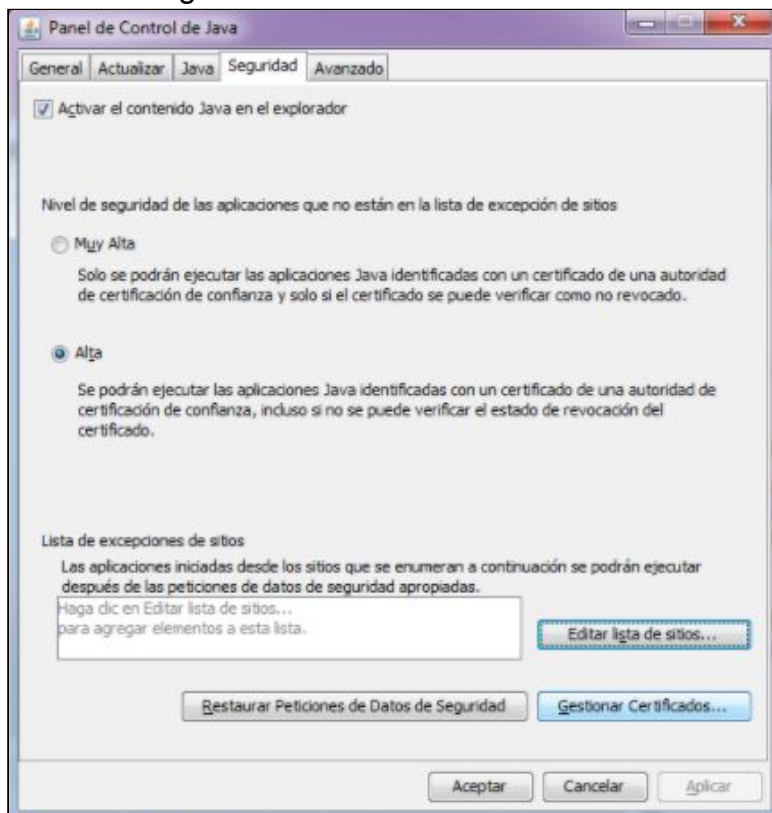 Panel de Control de Java
General Actualizar Java Seguridad Avanzado
Activar el contenido Java en el explorador
Nivel de seguridad de las aplicaciones que no están en la lista de excepción de sitios
Muy Alta
Solo se podrán ejecutar las aplicaciones Java identificadas con un certificado de una autoridad
de certificación de confianza y solo si el certificado se puede verificar como no revocado.
Alta
Se podrán ejecutar las aplicaciones Java identificadas con un certificado de una autoridad de
certificación de confianza, incluso si no se puede verificar el estado de revocación del
certificado.
Lista de excepciones de sitios
Las aplicaciones iniciadas desde los sitios que se enumeran a continuación se podrán ejecutar
después de las peticiones de datos de seguridad apropiadas.
Haga clic en Editar lista de sitios...
para agregar elementos a esta lista.
Editar lista de sitios...
Restaurar Peticiones de Datos de Seguridad Gestionar Certificados...
Aceptar Cancelar Aplicar